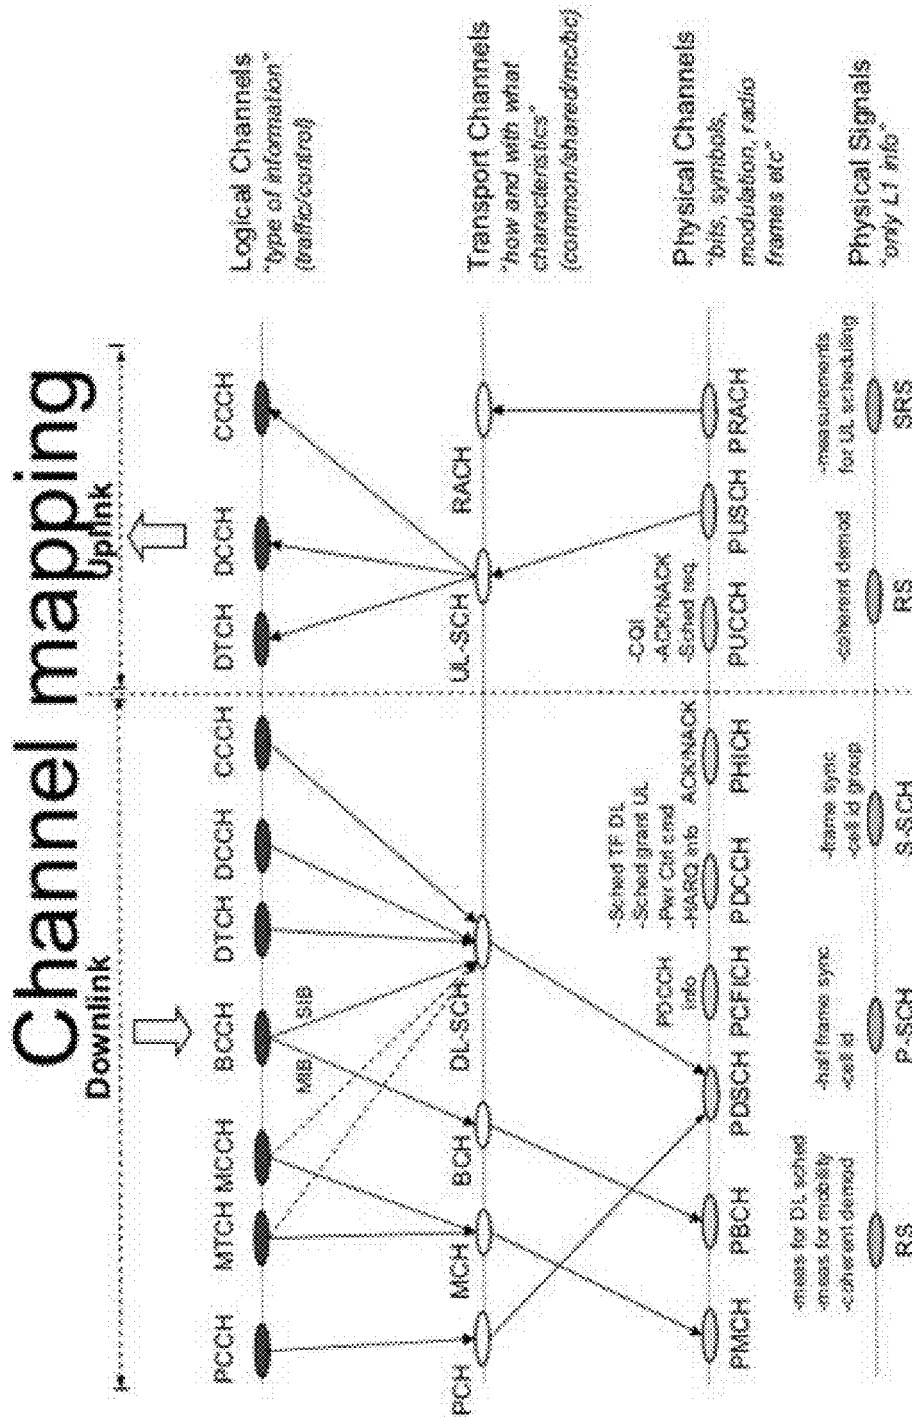 Channel mapping
Downlink
Uplink
PCCH
MTCH
MCCH
BCCH
DTCH
DCCH
CCCH
DTCH
DCCH
CCCH
Logical Channels
"type of information"
(traffic/control)
MIB
SIB
PCH
MCH
BCH
DL-SCH
UL-SCH
RACH
Transport Channels
"how and with what
characteristics"
(common/shared/mc/bc)
PDCCH
info
-Sched TF DL
-Sched grant UL
-Pwr Ctrl cmd
-HARQ info
ACK/NACK
-CQI
-ACK/NACK
-Sched req.
PMCH
PBCH
PDSCH
PCFICH
PDCCH
PHICH
PUCCH
PUSCH
PRACH
Physical Channels
"bits, symbols,
modulation, radio
frames etc"
-meas for DL sched
-meas for mobility
-coherent demod
-half frame sync
-cell id
-frame sync
-cell id group
-coherent demod
-measurements
for UL scheduling
RS
P-SCH
S-SCH
RS
SRS
Physical Signals
"only L1 info"